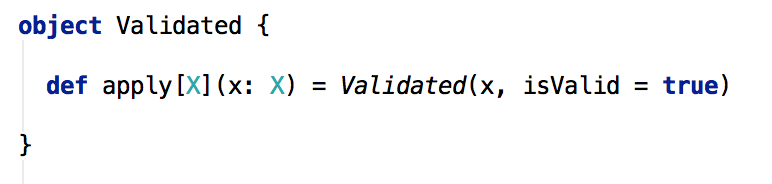 object Validated {
def apply[X](x: X) = Validated(x, isValid = true)
}